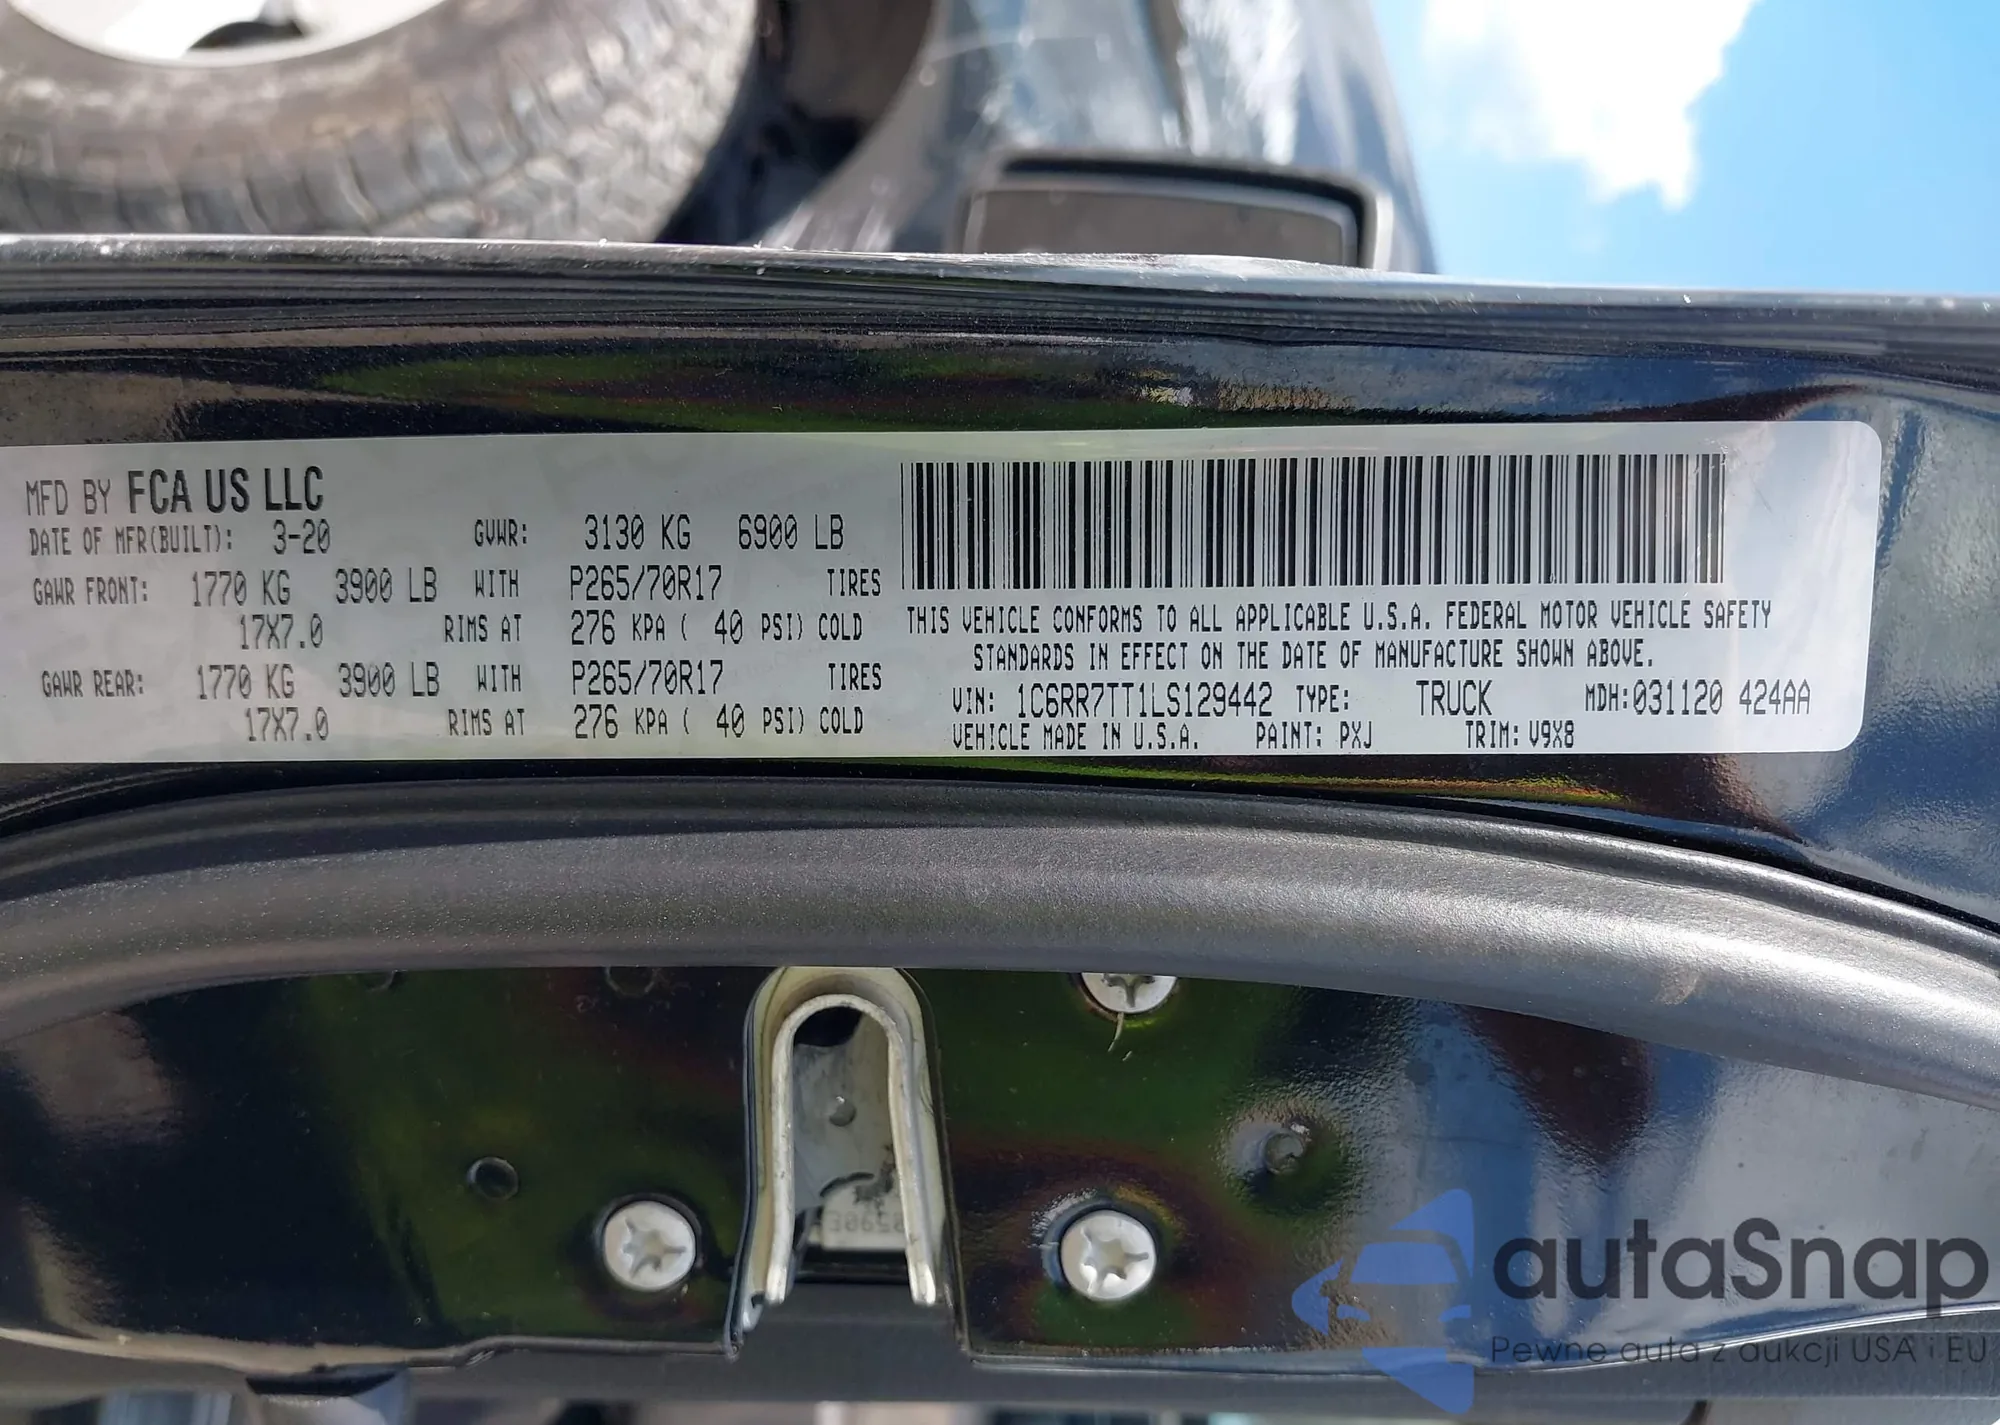 MFD BY FCA US LLC
DATE OF MFR(BUILT): 3-20 GVWR: 3130 KG 6900 LB
GAWR FRONT: 1770 KG 3900 LB WITH P265/70R17 TIRES
17X7.0 RIMS AT 276 KPA ( 40 PSI) COLD
GAWR REAR: 1770 KG 3900 LB WITH P265/70R17 TIRES
17X7.0 RIMS AT 276 KPA ( 40 PSI) COLD
THIS VEHICLE CONFORMS TO ALL APPLICABLE U.S.A. FEDERAL MOTOR VEHICLE SAFETY
STANDARDS IN EFFECT ON THE DATE OF MANUFACTURE SHOWN ABOVE.
VIN: 1C6RR7TT1LS129442 TYPE: TRUCK MDH:031120 424AA
VEHICLE MADE IN U.S.A. PAINT: PXJ TRIM: V9X8
autaSnap
Pewne auta z aukcji USA i EU